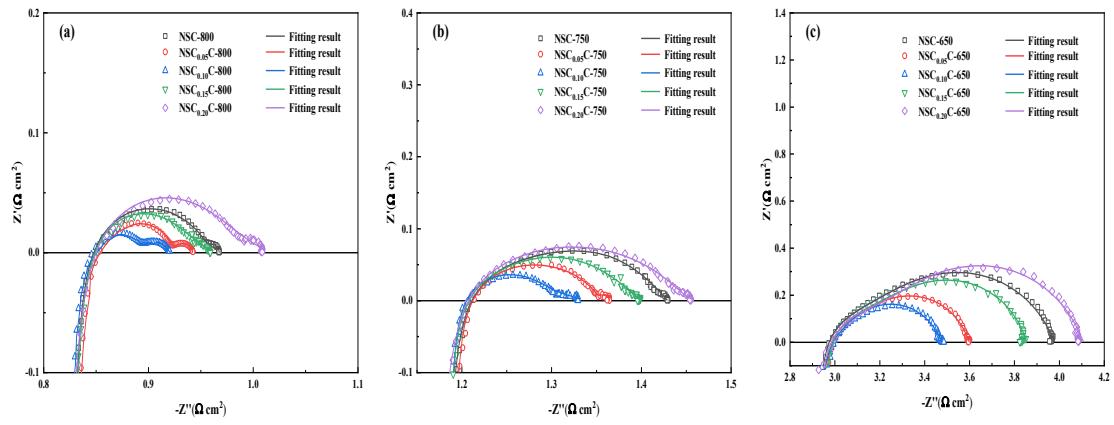 (a)
NSC-800 Fitting result
NSC0.05C-800 Fitting result
NSC0.10C-800 Fitting result
NSC0.15C-800 Fitting result
NSC0.20C-800 Fitting result
Z'(Ω cm²)
0.2
0.1
0.0
-0.1
0.8 0.9 1.0 1.1
-Z''(Ω cm²)
(b)
NSC-750 Fitting result
NSC0.05C-750 Fitting result
NSC0.10C-750 Fitting result
NSC0.15C-750 Fitting result
NSC0.20C-750 Fitting result
Z'(Ω cm²)
0.4
0.3
0.2
0.1
0.0
-0.1
1.2 1.3 1.4 1.5
-Z''(Ω cm²)
(c)
NSC-650 Fitting result
NSC0.05C-650 Fitting result
NSC0.10C-650 Fitting result
NSC0.15C-650 Fitting result
NSC0.20C-650 Fitting result
Z'(Ω cm²)
1.4
1.2
1.0
0.8
0.6
0.4
0.2
0.0
-0.1
2.8 3.0 3.2 3.4 3.6 3.8 4.0 4.2
-Z''(Ω cm²)